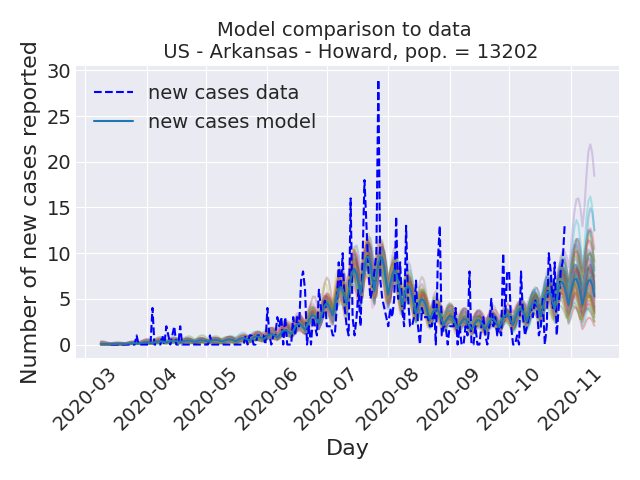 Model comparison to data
US - Arkansas - Howard, pop. = 13202
Number of new cases reported
30
25
20
15
10
5
0
new cases data
new cases model
2020-03
2020-04
2020-05
2020-06
2020-07
2020-08
2020-09
2020-10
2020-11
Day